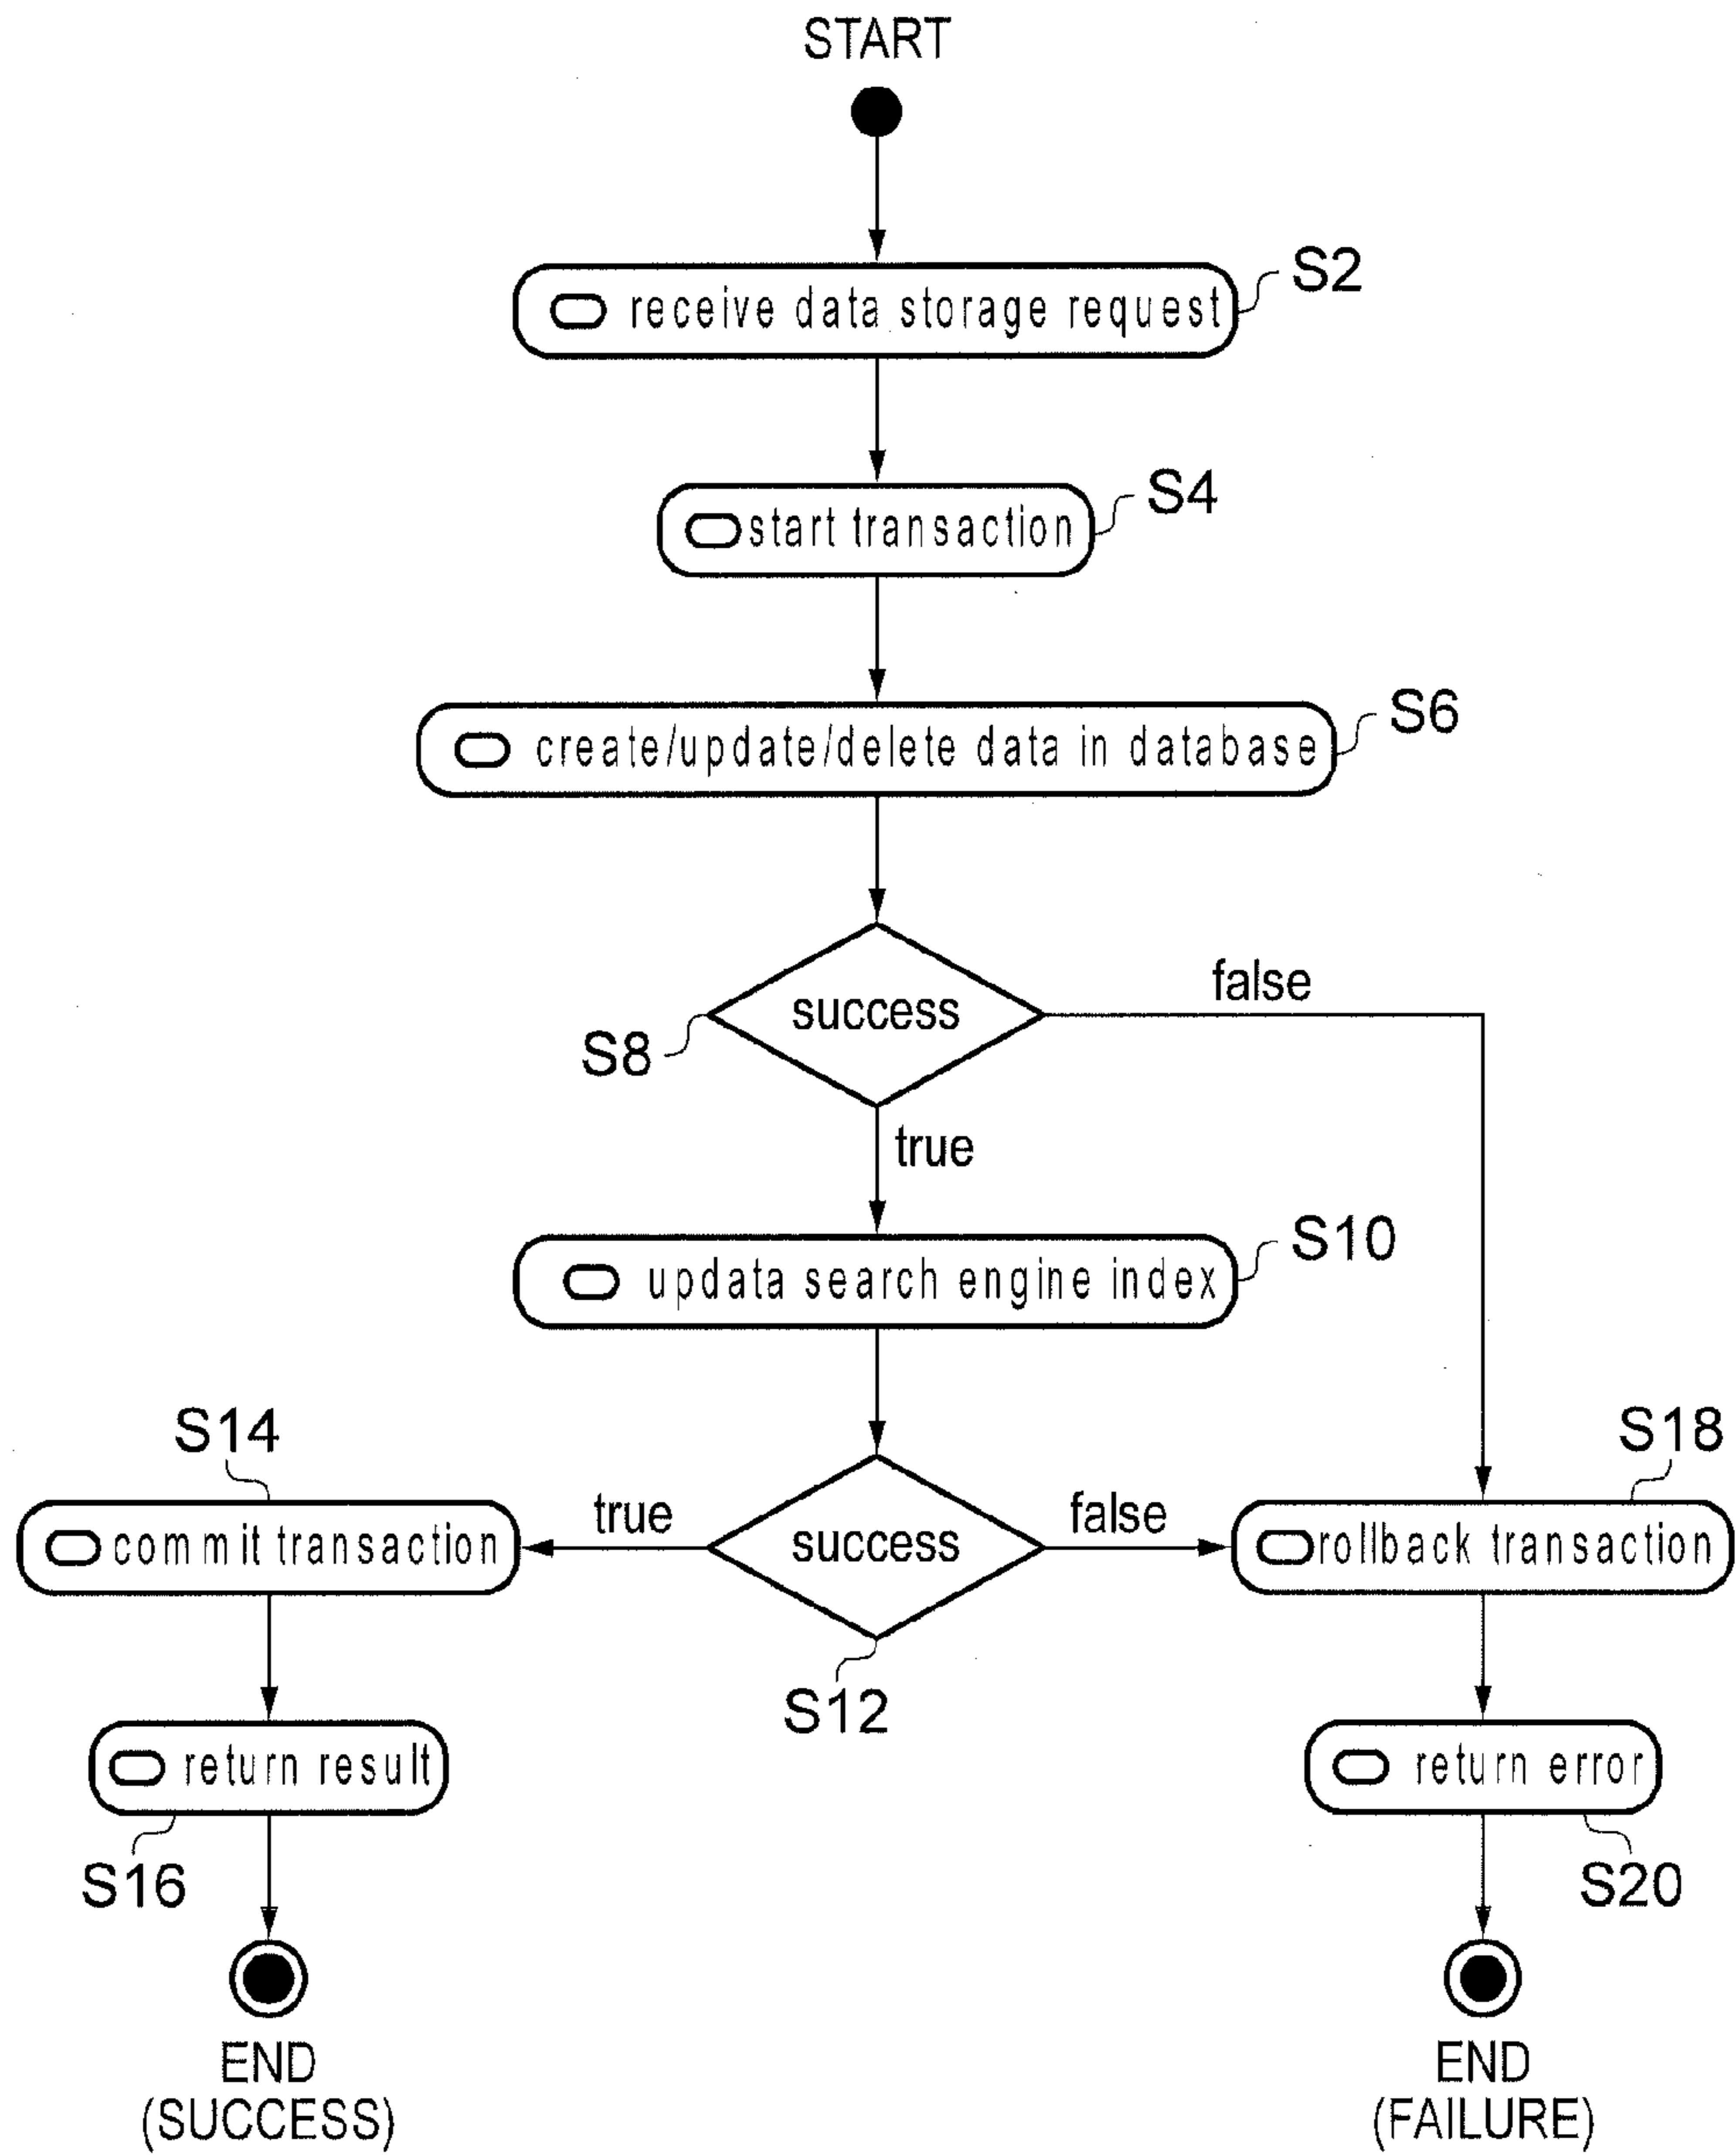 START
receive data storage request
S2
start transaction
S4
create/update/delete data in database
S6
success
false
S8
true
updata search engine index
S10
S14
S18
commit transaction
true
success
false
rollback transaction
S12
return result
return error
S16
S20
END
(SUCCESS)
END
(FAILURE)